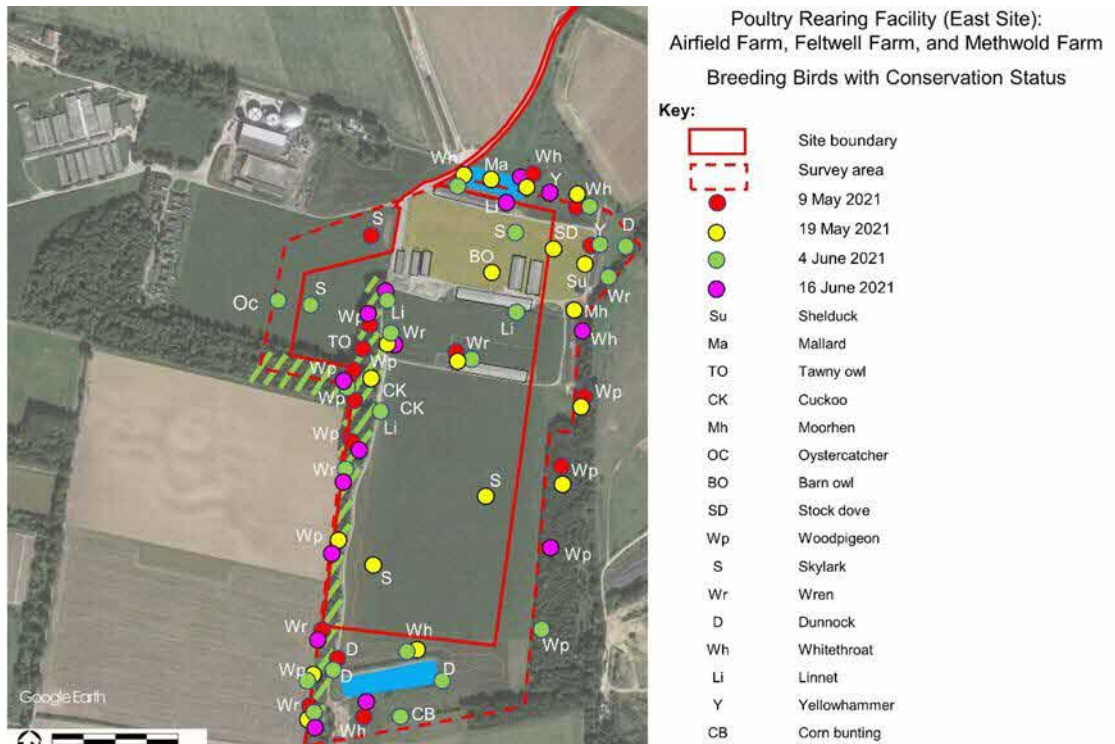 Poultry Rearing Facility (East Site):
Airfield Farm, Feltwell Farm, and Methwold Farm
Breeding Birds with Conservation Status
Key:
Site boundary
Survey area
9 May 2021
19 May 2021
4 June 2021
16 June 2021
Su Shelduck
Ma Mallard
TO Tawny owl
CK Cuckoo
Mh Moorhen
OC Oystercatcher
BO Barn owl
SD Stock dove
Wp Woodpigeon
S Skylark
Wr Wren
D Dunnock
Wh Whitethroat
Li Linnet
Y Yellowhammer
CB Corn bunting
Wh
Ma
Wh
Y
Wh
Li
S
S
SD
Y
D
BO
Su
Wr
Oc
S
Li
Wp
Li
Mh
Wh
TO
Wr
Wr
Wp
Wp
CK
Wp
CK
Wp
Li
Wp
Wr
Wp
S
Wp
Wp
S
Wr
Wh
Wp
D
Wp
D
D
Wr
Wh
CB
Google Earth